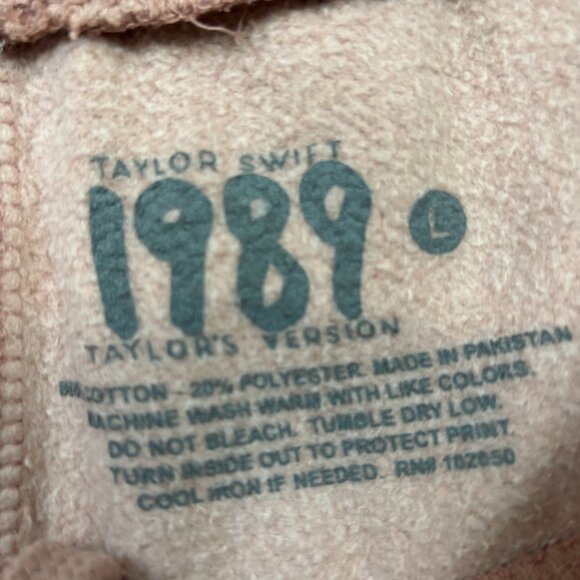 TAYLOR SWIFT
1989 L
TAYLOR'S VERSION
COTTON - 20% POLYESTER. MADE IN PAKISTAN
MACHINE WASH WARM WITH LIKE COLORS.
DO NOT BLEACH. TUMBLE DRY LOW.
TURN INSIDE OUT TO PROTECT PRINT.
COOL IRON IF NEEDED. RN#